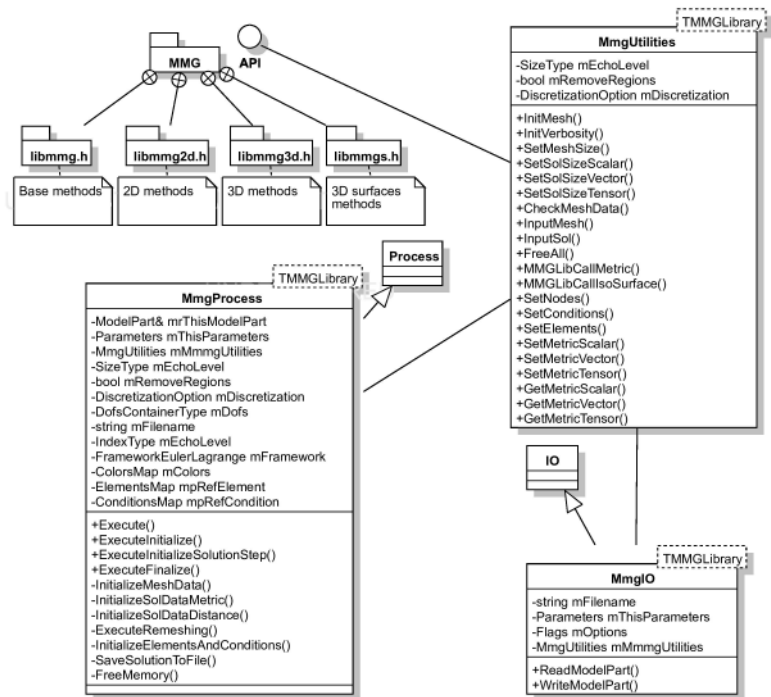 MMG
API
libmmg.h
libmmg2d.h
libmmg3d.h
libmmgs.h
Base methods
2D methods
3D methods
3D surfaces
methods
TMMGLibrary
MmgUtilities
-SizeType mEchoLevel
-bool mRemoveRegions
-DiscretizationOption mDiscretization
+InitMesh()
+InitVerbosity()
+SetMeshSize()
+SetSolSizeScalar()
+SetSolSizeVector()
+SetSolSizeTensor()
+CheckMeshData()
+InputMesh()
+InputSol()
+FreeAll()
+MMGLibCallMetric()
+MMGLibCallIsoSurface()
+SetNodes()
+SetConditions()
+SetElements()
+SetMetricScalar()
+SetMetricVector()
+SetMetricTensor()
+GetMetricScalar()
+GetMetricVector()
+GetMetricTensor()
Process
TMMGLibrary
MmgProcess
-ModelPart& mrThisModelPart
-Parameters mThisParameters
-MmgUtilities mMmmgUtilities
-SizeType mEchoLevel
-bool mRemoveRegions
-DiscretizationOption mDiscretization
-DofsContainerType mDofs
-string mFilename
-IndexType mEchoLevel
-FrameworkEulerLagrange mFramework
-ColorsMap mColors
-ElementsMap mpRefElement
-ConditionsMap mpRefCondition
+Execute()
+ExecuteInitialize()
+ExecuteInitializeSolutionStep()
+ExecuteFinalize()
-InitializeMeshData()
-InitializeSolDataMetric()
-InitializeSolDataDistance()
-ExecuteRemeshing()
-InitializeElementsAndConditions()
-SaveSolutionToFile()
-FreeMemory()
IO
TMMGLibrary
MmgIO
-string mFilename
-Parameters mThisParameters
-Flags mOptions
-MmgUtilities mMmmgUtilities
+ReadModelPart()
+WriteModelPart()